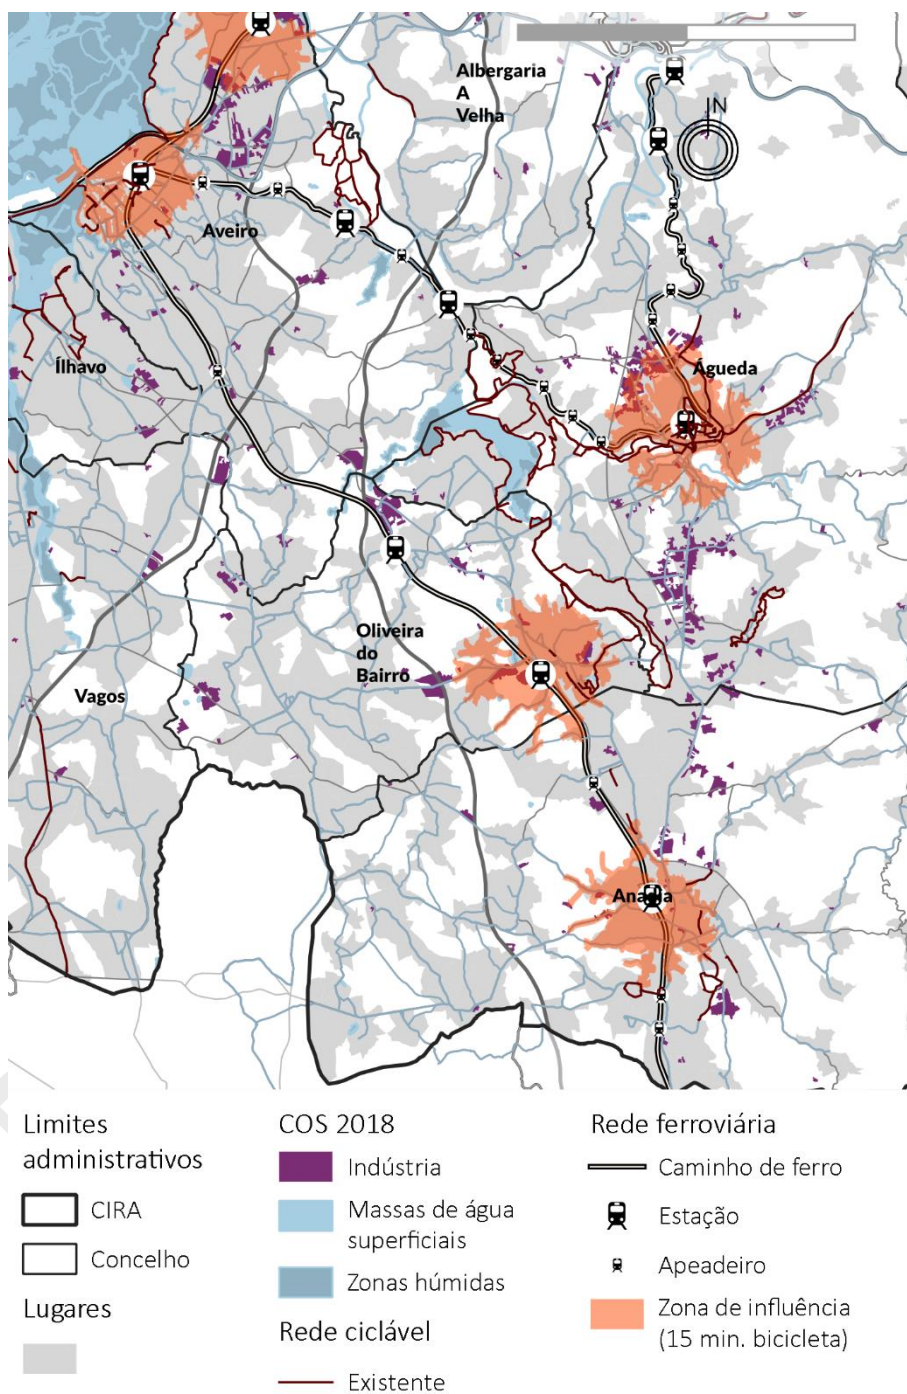 Albergaria
A
Velha
IN
Aveiro
Ílhavo
Águeda
Oliveira
do
Bairro
Vagos
Limites
administrativos
CIRA
Concelho
Lugares
COS 2018
Indústria
Massas de água
superficiais
Zonas húmidas
Rede ciclável
Existente
Rede ferroviária
Caminho de ferro
Estação
Apeadeiro
Zona de influência
(15 min. bicicleta)